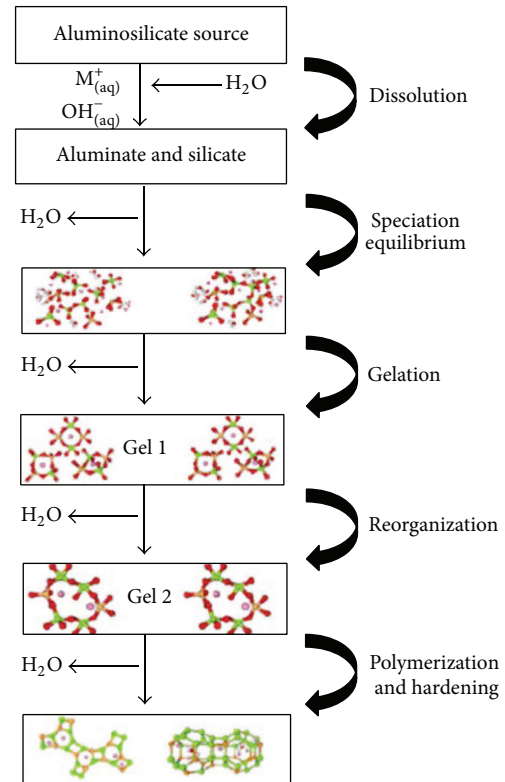 Aluminosilicate source
M⁺(aq)
H₂O
OH⁻(aq)
Dissolution
Aluminate and silicate
H₂O
Speciation
equilibrium
H₂O
Gelation
Gel 1
H₂O
Reorganization
Gel 2
H₂O
Polymerization
and hardening